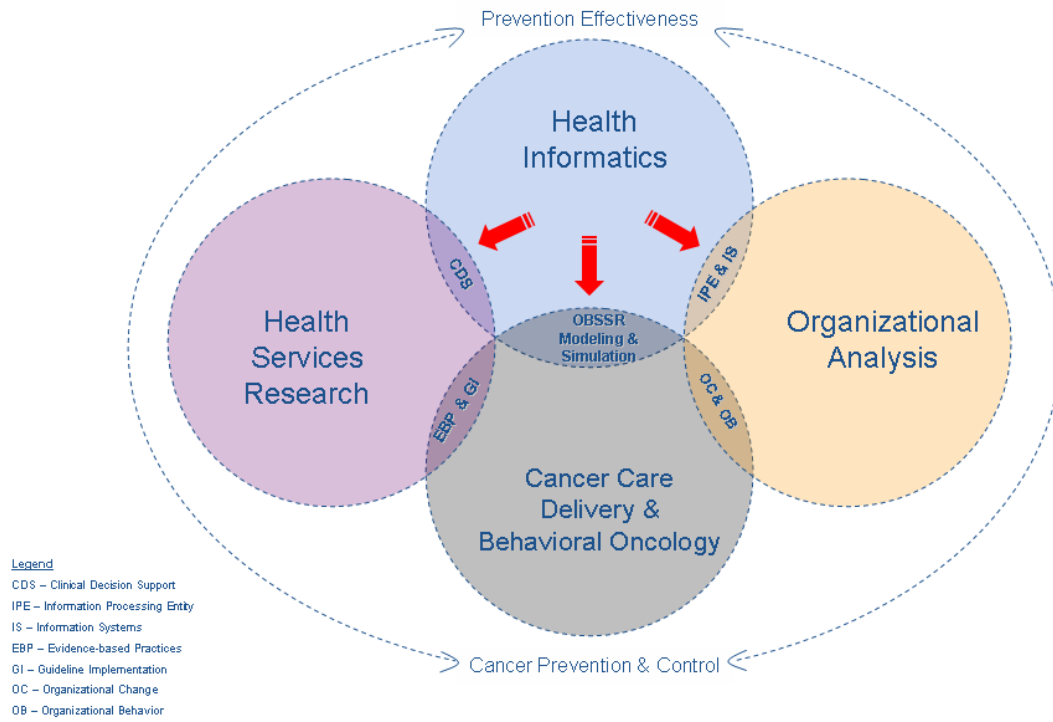 Prevention Effectiveness
Health
Informatics
CDS
IPE & IS
OBSSR
Modeling &
Simulation
Health
Services
Research
Organizational
Analysis
EBP & GI
OC & OB
Cancer Care
Delivery &
Behavioral Oncology
Cancer Prevention & Control
Legend
CDS – Clinical Decision Support
IPE – Information Processing Entity
IS – Information Systems
EBP – Evidence-based Practices
GI – Guideline Implementation
OC – Organizational Change
OB – Organizational Behavior